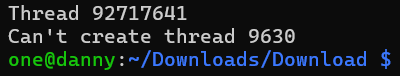 Thread 92717641
Can't create thread 9630
one@danny:~/Downloads/Download $